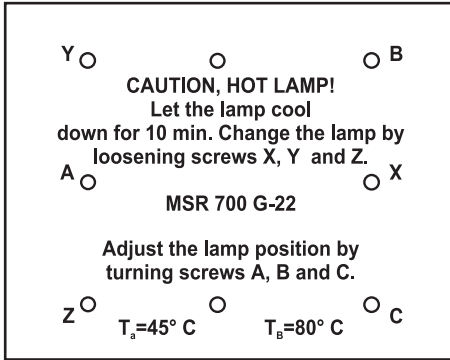 Y B
CAUTION, HOT LAMP!
Let the lamp cool
down for 10 min. Change the lamp by
loosening screws X, Y and Z.
A X
MSR 700 G-22
Adjust the lamp position by
turning screws A, B and C.
Z C
Ta=45° C TB=80° C